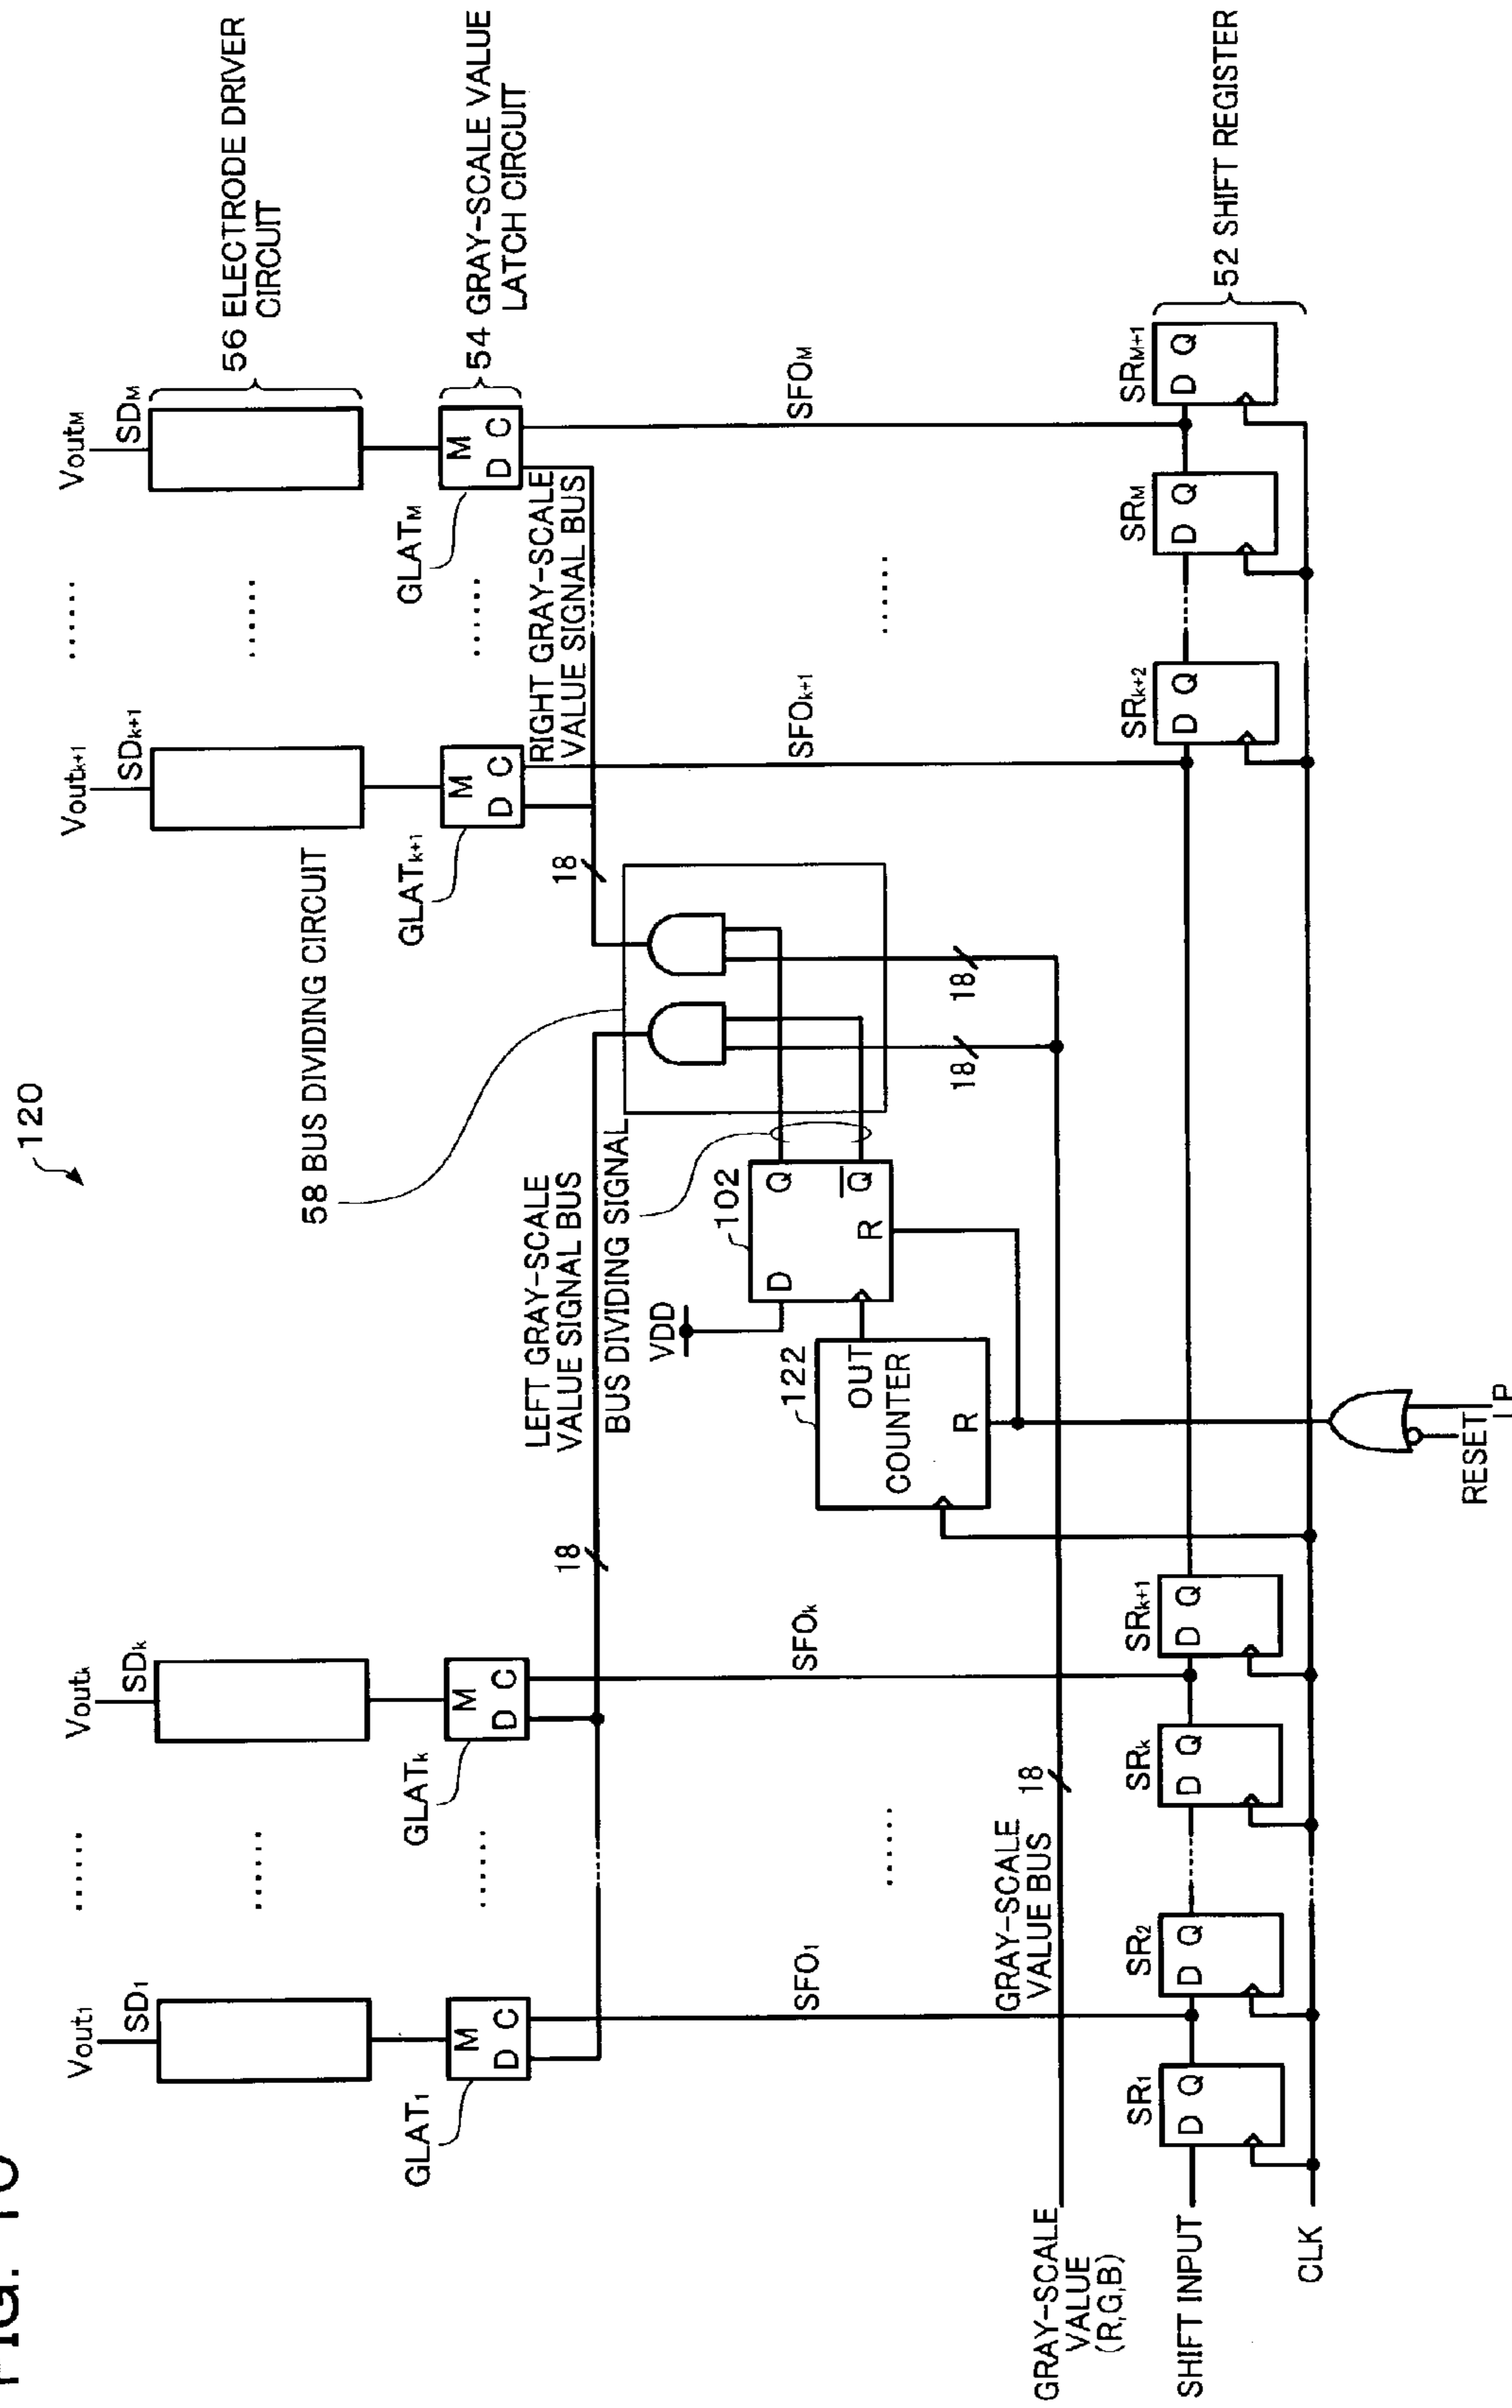 120
Vout1
Voutk
Voutk+1
VoutM
SD1
SDk
SDk+1
SDM
56 ELECTRODE DRIVER
CIRCUIT
58 BUS DIVIDING CIRCUIT
GLAT1
GLATk
GLATk+1
GLATM
M
D C
M
D C
M
D C
M
D C
54 GRAY-SCALE VALUE
LATCH CIRCUIT
LEFT GRAY-SCALE
VALUE SIGNAL BUS
RIGHT GRAY-SCALE
VALUE SIGNAL BUS
18
18
BUS DIVIDING SIGNAL
VDD
102
D Q
Q̅
R
122
OUT
COUNTER
R
SFO1
SFOk
SFOk+1
SFOM
18
18
18
GRAY-SCALE
VALUE BUS
GRAY-SCALE
VALUE
(R,G,B)
SR1
SR2
SRk
SRk+1
SRk+2
SRM
SRM+1
D Q
D Q
D Q
D Q
D Q
D Q
D Q
52 SHIFT REGISTER
SHIFT INPUT
CLK
RESET